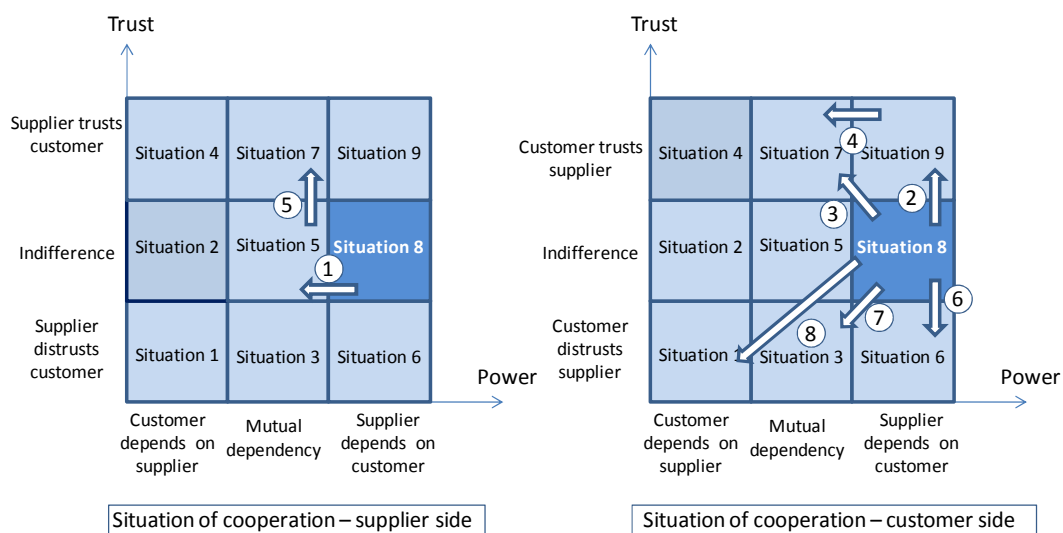 Trust
Supplier trusts
customer
Situation 4
Situation 7
Situation 9
5
Indifference
Situation 2
Situation 5
Situation 8
1
Supplier
distrusts
customer
Situation 1
Situation 3
Situation 6
Power
Customer
depends on
supplier
Mutual
dependency
Supplier
depends on
customer
Situation of cooperation – supplier side
Trust
Customer trusts
supplier
Situation 4
Situation 7
4
Situation 9
3
2
Indifference
Situation 2
Situation 5
Situation 8
6
7
8
Customer
distrusts
supplier
Situation
Situation 3
Situation 6
Power
Customer
depends on
supplier
Mutual
dependency
Supplier
depends on
customer
Situation of cooperation – customer side